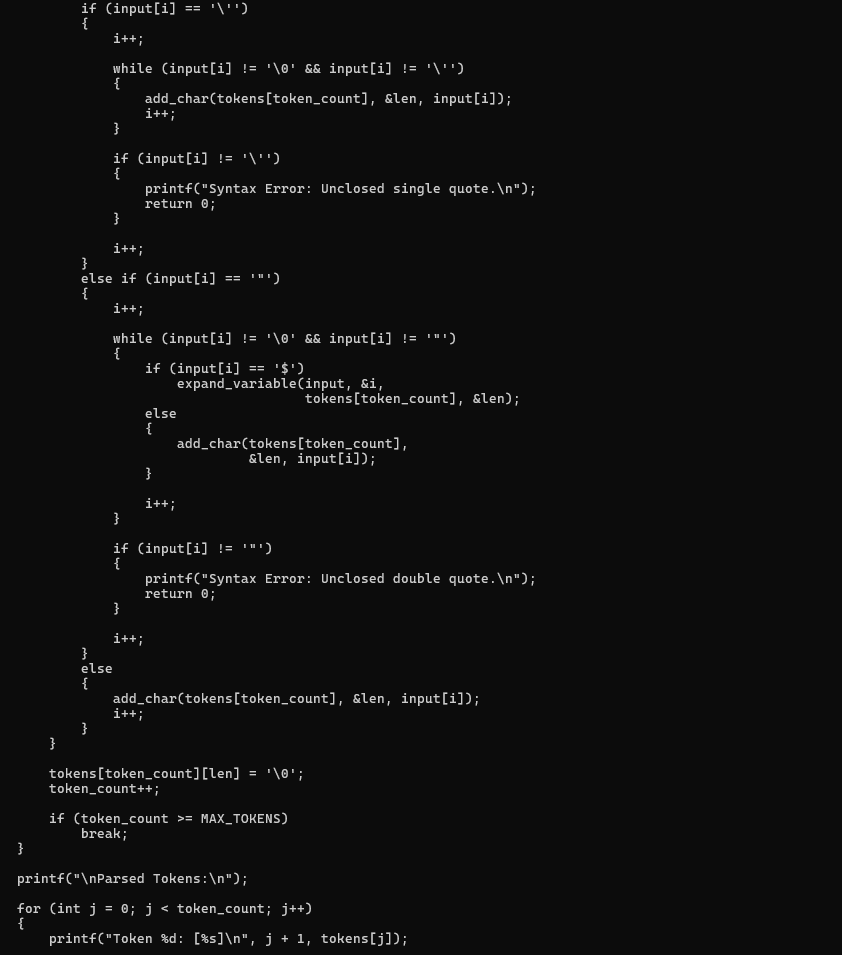 if (input[i] == '\'')
        {
            i++;

            while (input[i] != '\0' && input[i] != '\'')
            {
                add_char(tokens[token_count], &len, input[i]);
                i++;
            }

            if (input[i] != '\'')
            {
                printf("Syntax Error: Unclosed single quote.\n");
                return 0;
            }

            i++;
        }
        else if (input[i] == '"')
        {
            i++;

            while (input[i] != '\0' && input[i] != '"')
            {
                if (input[i] == '$')
                    expand_variable(input, &i,
                                    tokens[token_count], &len);
                else
                {
                    add_char(tokens[token_count],
                             &len, input[i]);
                }

                i++;
            }

            if (input[i] != '"')
            {
                printf("Syntax Error: Unclosed double quote.\n");
                return 0;
            }

            i++;
        }
        else
        {
            add_char(tokens[token_count], &len, input[i]);
            i++;
        }
    }

    tokens[token_count][len] = '\0';
    token_count++;

    if (token_count >= MAX_TOKENS)
        break;
}

printf("\nParsed Tokens:\n");

for (int j = 0; j < token_count; j++)
{
    printf("Token %d: [%s]\n", j + 1, tokens[j]);